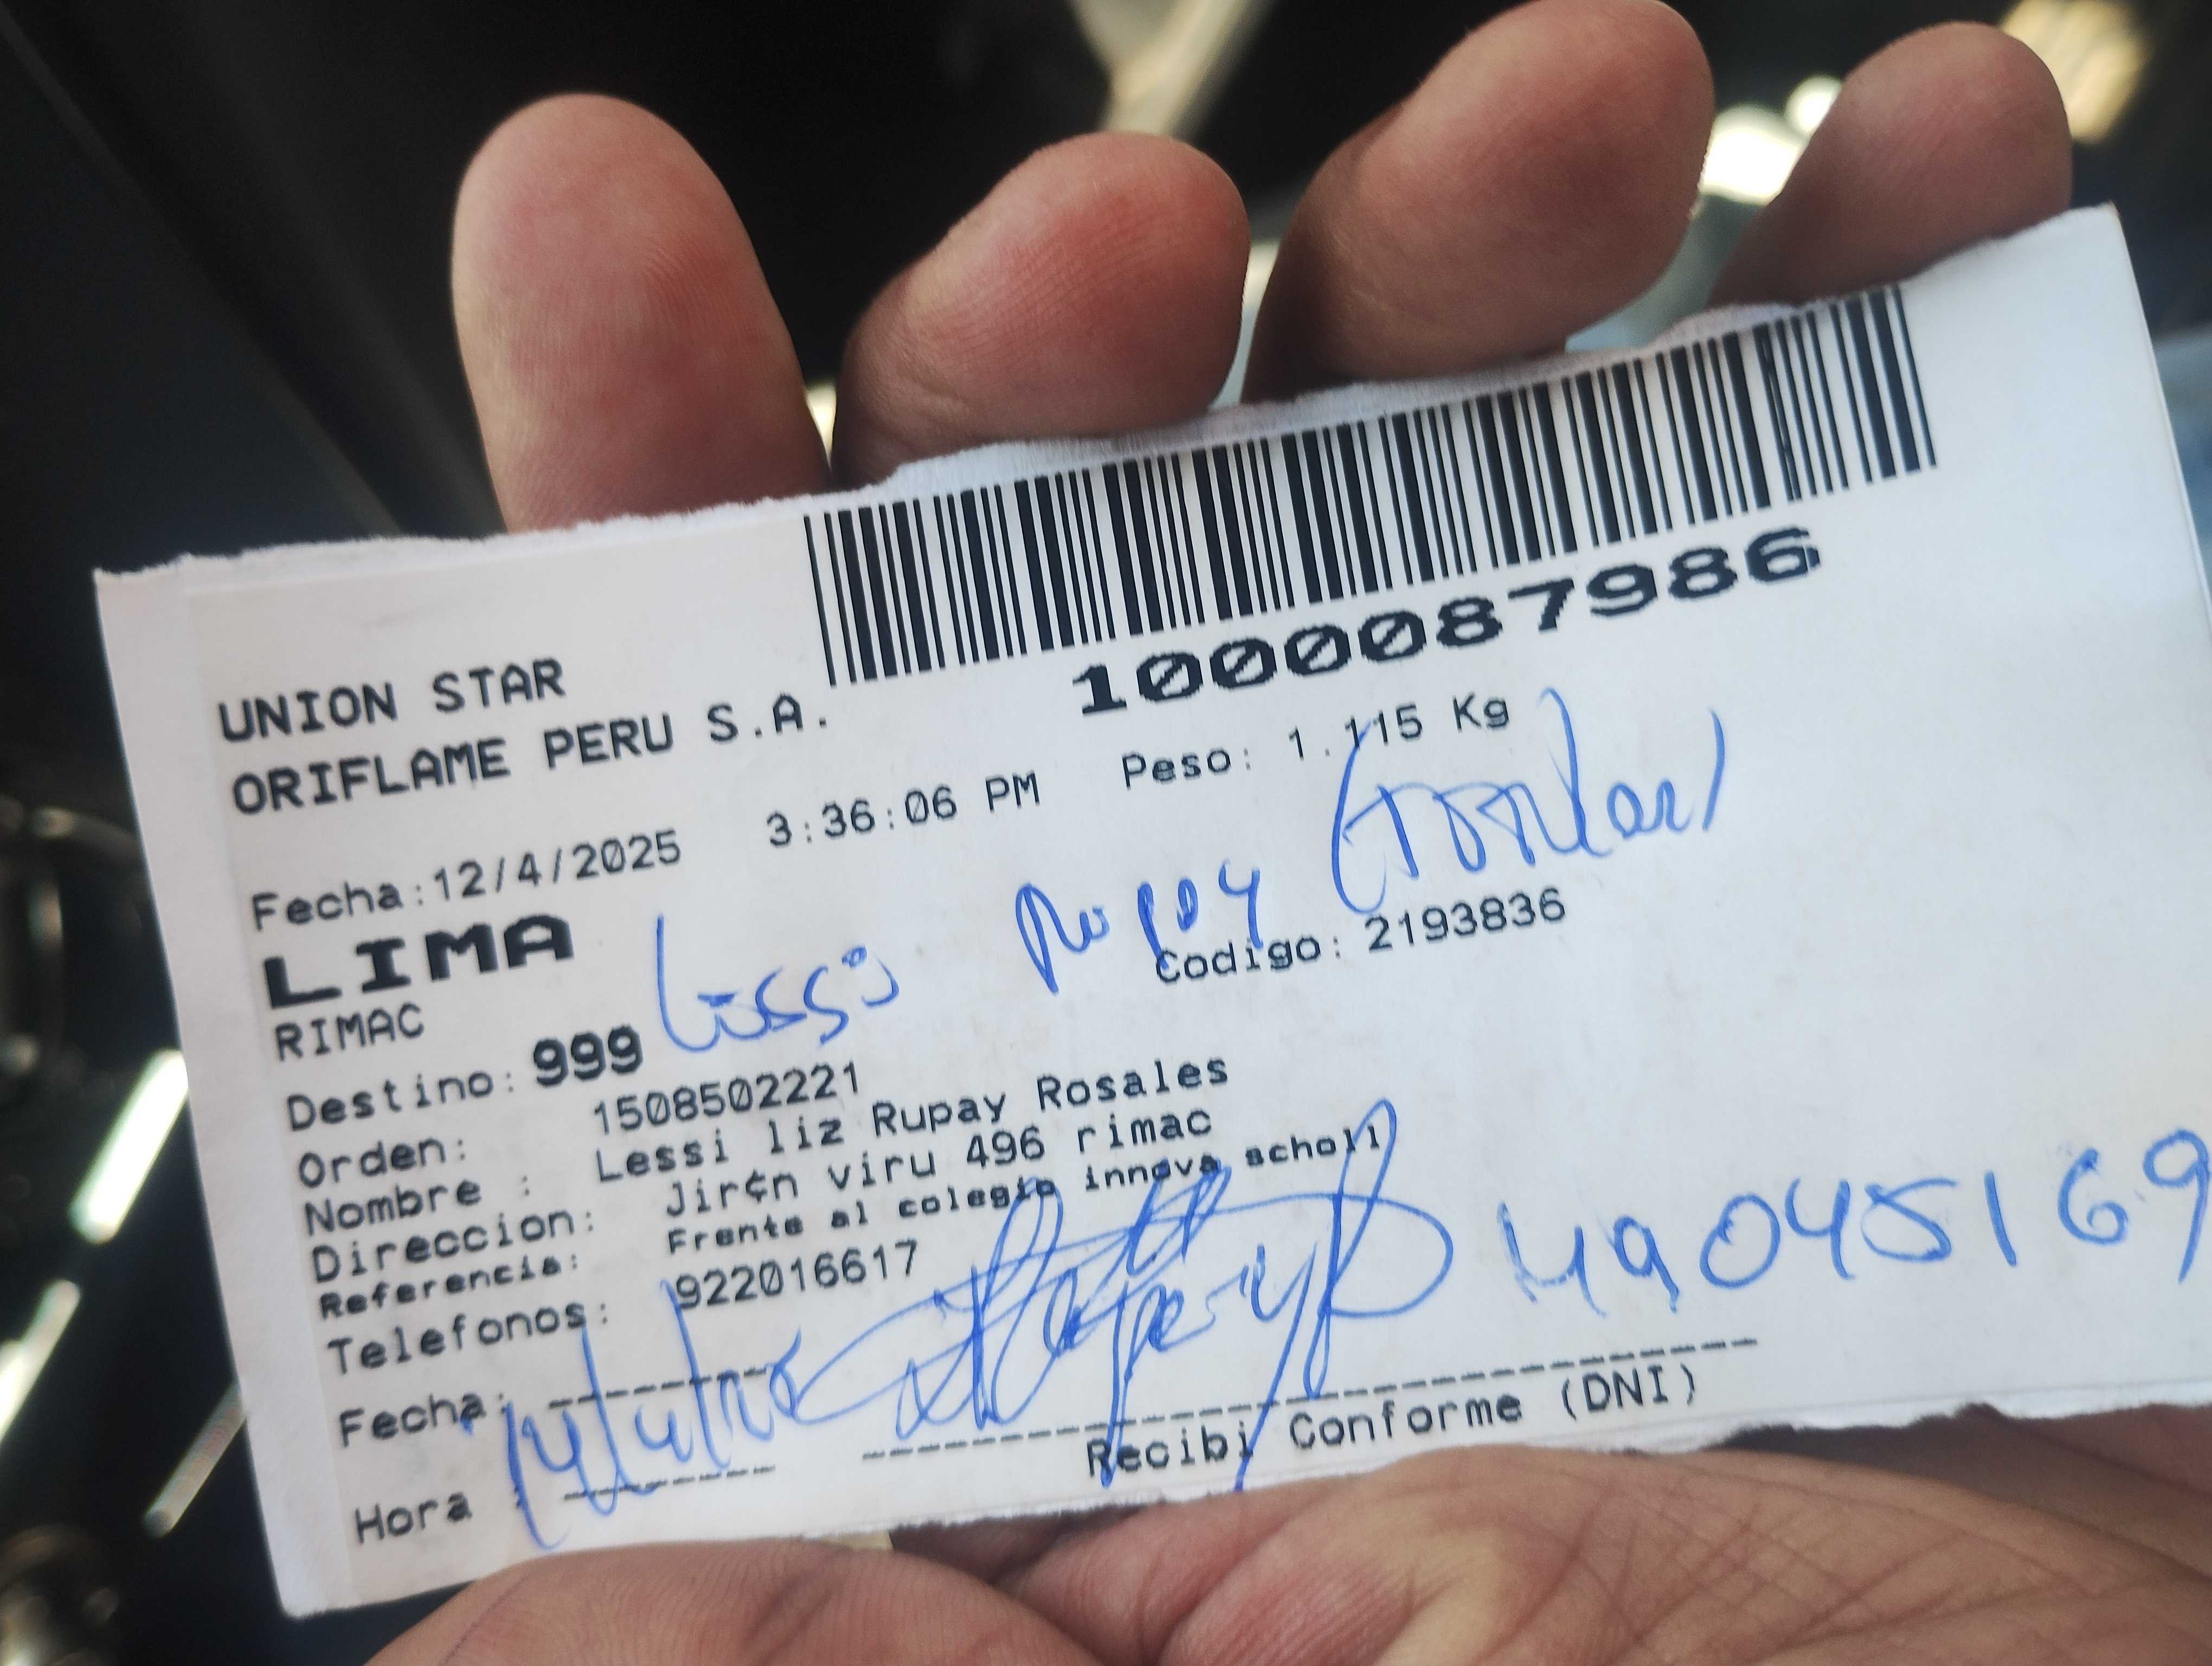 1000087986
UNION STAR
ORIFLAME PERU S.A.
Fecha:12/4/2025 3:36:06 PM Peso: 1.115 Kg
LIMA
RIMAC Codigo: 2193836
Destino: 999
Orden: 1508502221
Nombre : Lessi liz Rupay Rosales
Direccion: Jir¢n viru 496 rimac
Referencia: Frente al colegio innova scholl
Telefonos: 922016617
Fecha:
49045169
Hora :
Recibi Conforme (DNI)